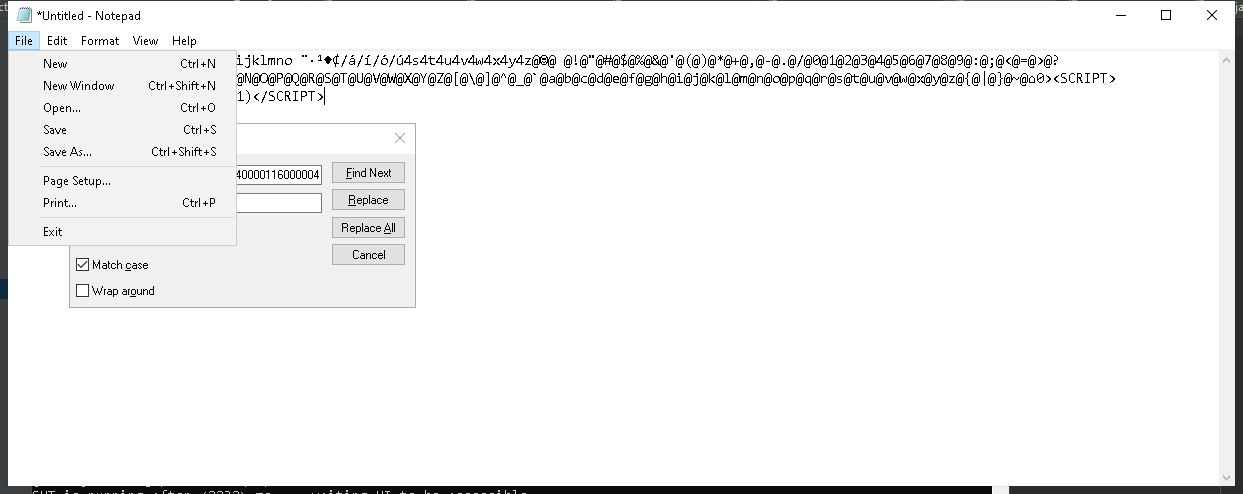 *Untitled - Notepad
File Edit Format View Help
ijklmno ¨·¹♦¢/á/í/ó/ú4s4t4u4v4w4x4y4z@©@ @!@"@#@$@%@&@'@(@)@*@+@,@-@.@/@0@1@2@3@4@5@6@7@8@9@:@;@<@=@>@?
@N@O@P@Q@R@S@T@U@V@W@X@Y@Z@[@\@]@^@_@`@a@b@c@d@e@f@g@h@i@j@k@l@m@n@o@p@q@r@s@t@u@v@w@x@y@z@{@|@}@~@⌂0><SCRIPT>
1)</SCRIPT>
New Ctrl+N
New Window Ctrl+Shift+N
Open... Ctrl+O
Save Ctrl+S
Save As... Ctrl+Shift+S
Page Setup...
Print... Ctrl+P
Exit
40000116000004
Find Next
Replace
Replace All
Cancel
Match case
Wrap around